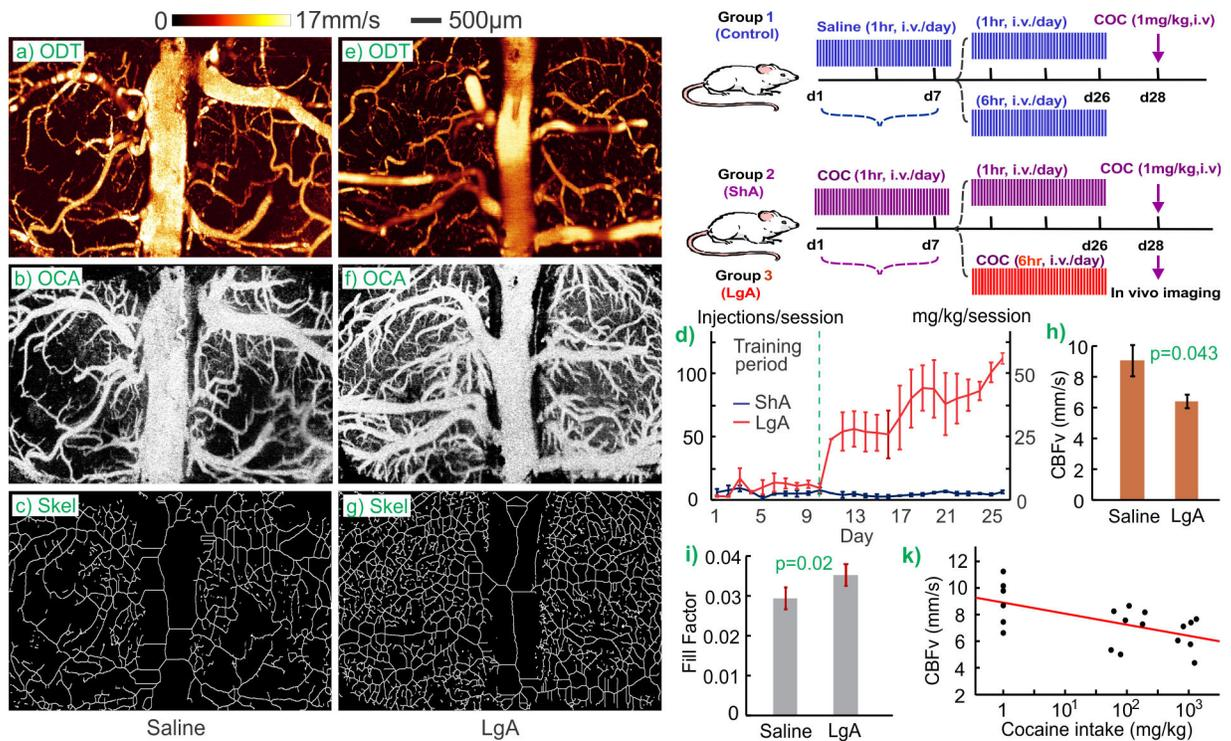 0 17mm/s 500μm
a) ODT
e) ODT
b) OCA
f) OCA
c) Skel
g) Skel
Saline
LgA
Group 1
(Control)
Saline (1hr, i.v./day)
(1hr, i.v./day)
COC (1mg/kg,i.v)
d1
d7
d26
d28
(6hr, i.v./day)
Group 2
(ShA)
COC (1hr, i.v./day)
(1hr, i.v./day)
COC (1mg/kg,i.v)
d1
d7
d26
d28
Group 3
(LgA)
COC (6hr, i.v./day)
In vivo imaging
d)
Injections/session
mg/kg/session
Training
period
ShA
LgA
100
50
0
50
25
0
1 5 9 13 17 21 25
Day
h)
p=0.043
CBFv (mm/s)
10
8
6
4
2
0
Saline LgA
i)
p=0.02
Fill Factor
0.04
0.03
0.02
0.01
0
Saline LgA
k)
CBFv (mm/s)
12
10
8
6
4
2
1 10¹ 10² 10³
Cocaine intake (mg/kg)